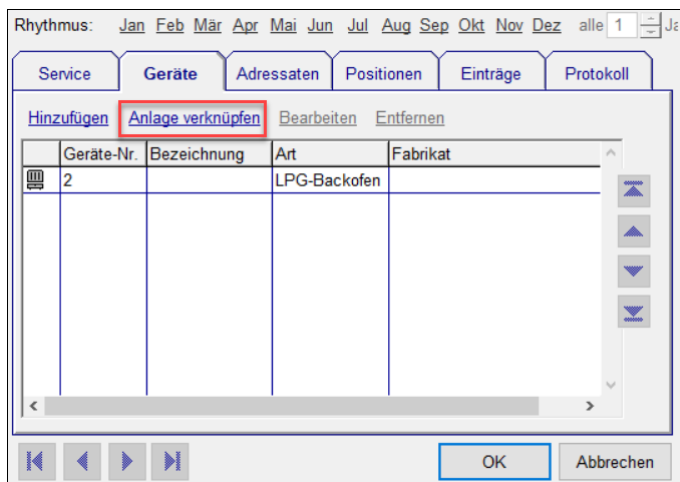 Rhythmus: Jan Feb Mär Apr Mai Jun Jul Aug Sep Okt Nov Dez alle 1
Service Geräte Adressaten Positionen Einträge Protokoll
Hinzufügen Anlage verknüpfen Bearbeiten Entfernen
Geräte-Nr. Bezeichnung Art Fabrikat
2 LPG-Backofen
OK Abbrechen